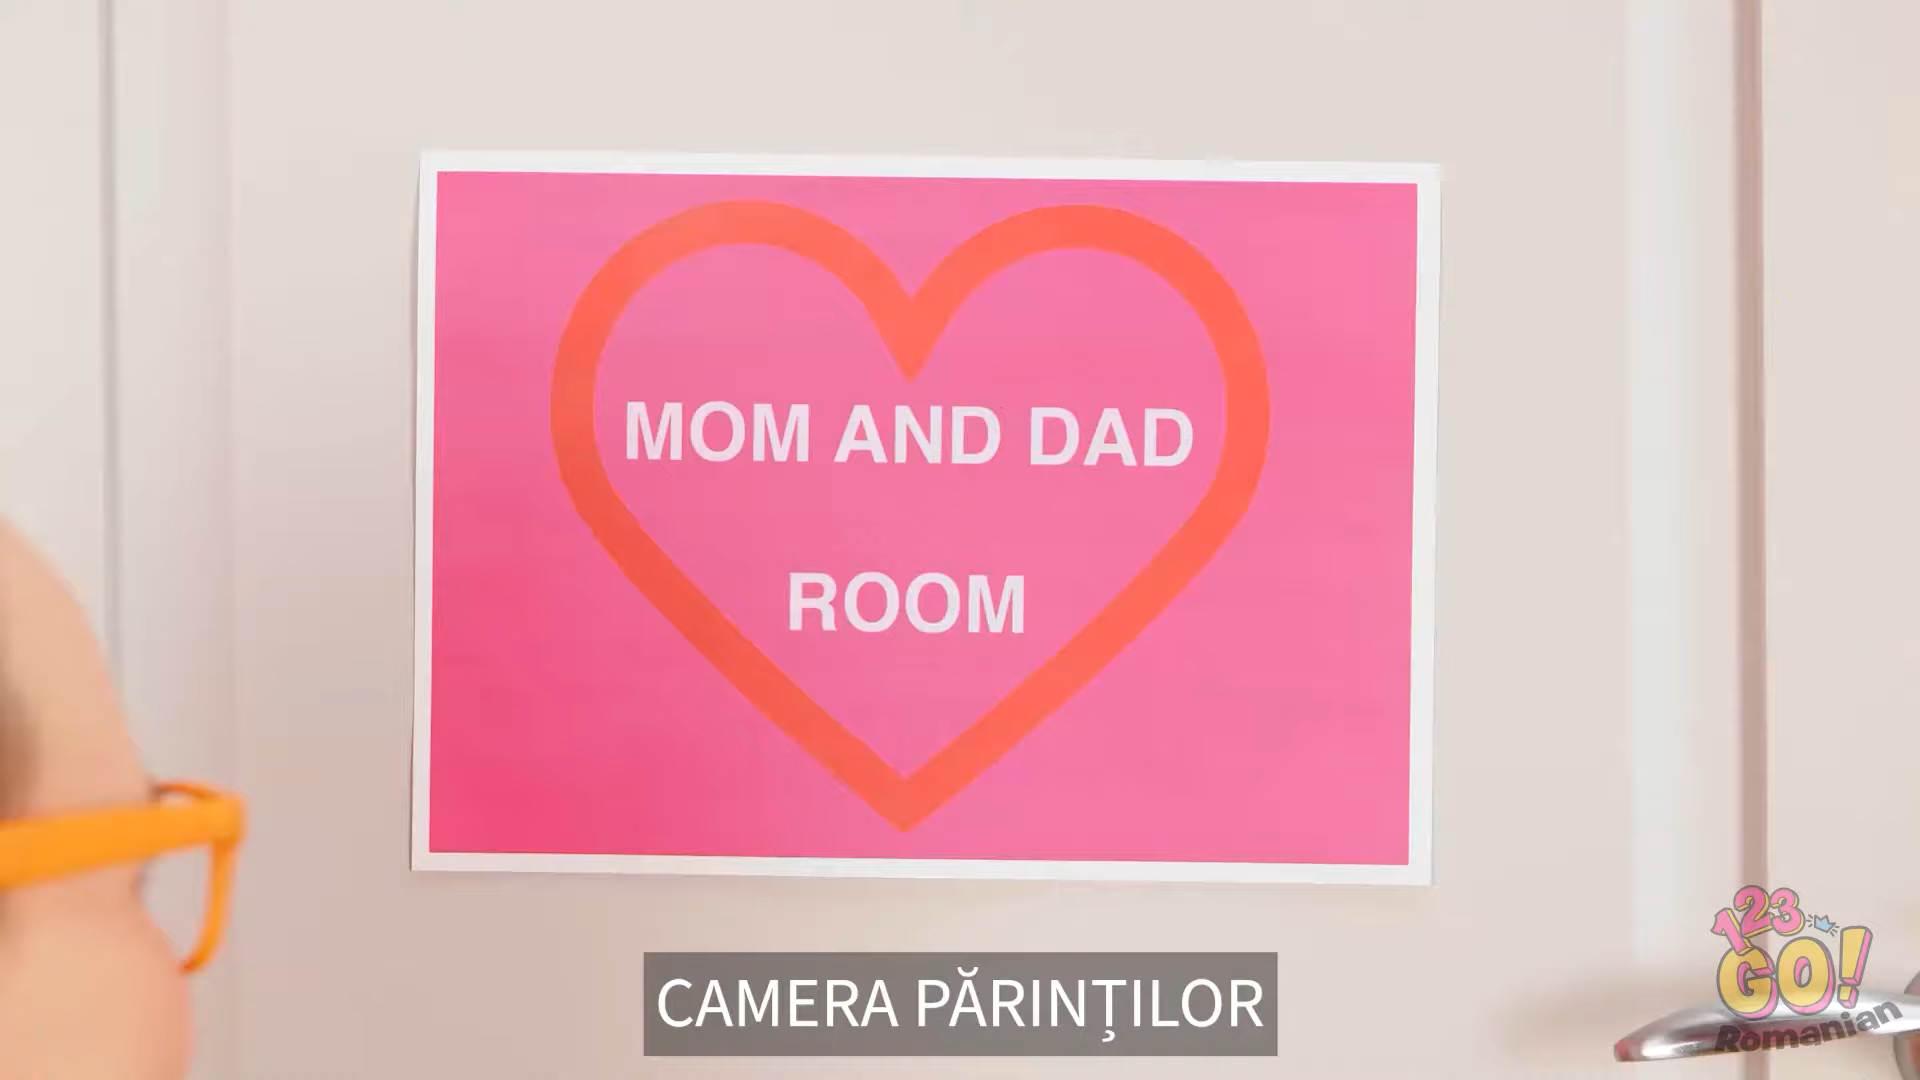 MOM AND DAD
ROOM
CAMERA PĂRINȚILOR
123
GO!
Romanian